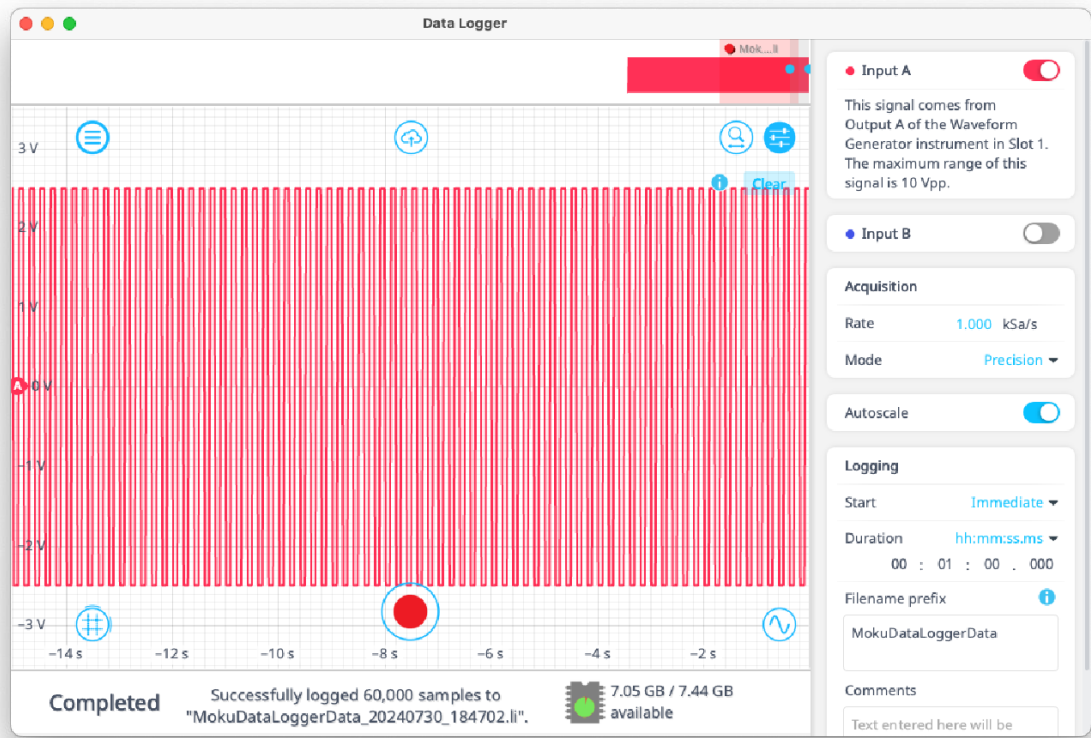 Data Logger
Mok....li
3 V
2 V
1 V
A 0 V
−1 V
−2 V
−3 V
Clear
−14 s
−12 s
−10 s
−8 s
−6 s
−4 s
−2 s
Completed
Successfully logged 60,000 samples to
"MokuDataLoggerData_20240730_184702.li".
7.05 GB / 7.44 GB
available
Input A
This signal comes from
Output A of the Waveform
Generator instrument in Slot 1.
The maximum range of this
signal is 10 Vpp.
Input B
Acquisition
Rate 1.000 kSa/s
Mode Precision
Autoscale
Logging
Start Immediate
Duration hh:mm:ss.ms
00 : 01 : 00 . 000
Filename prefix
MokuDataLoggerData
Comments
Text entered here will be